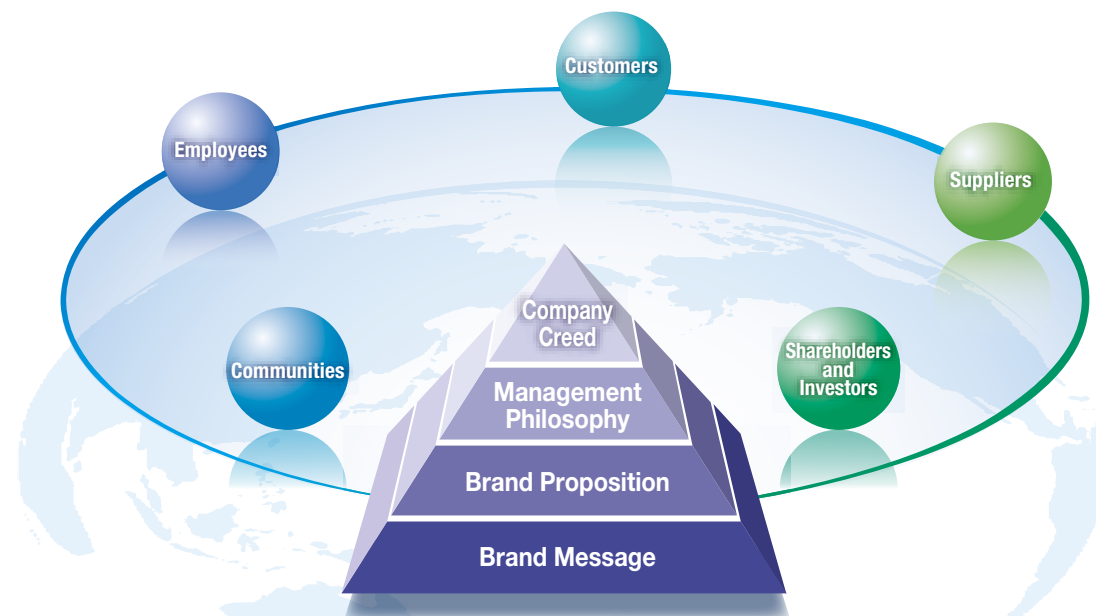 Customers
Employees
Suppliers
Company
Creed
Communities
Shareholders
and
Investors
Management
Philosophy
Brand Proposition
Brand Message